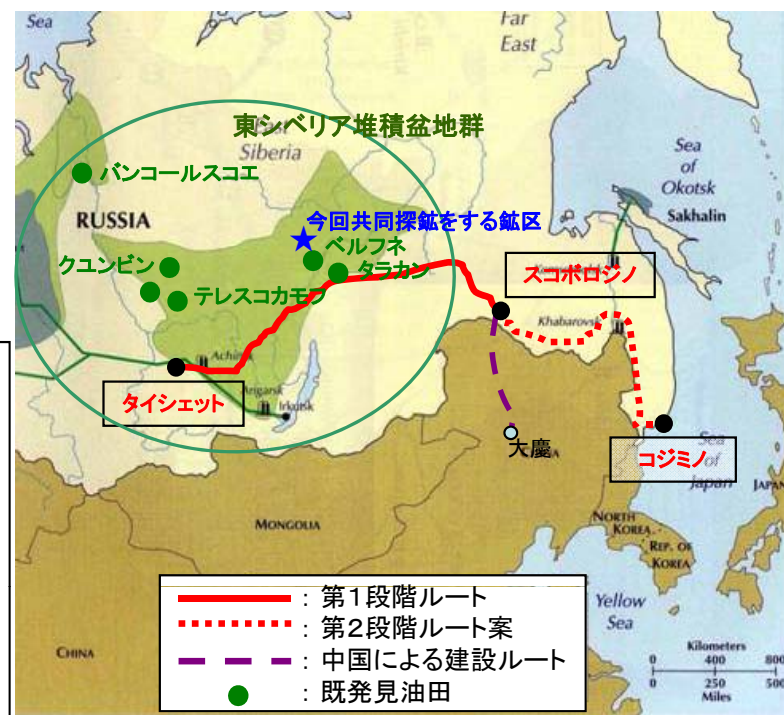 Sea
Far
East
東シベリア堆積盆地群
East
Siberia
Sea
of
Okotsk
バンコールスコエ
RUSSIA
Sakhalin
今回共同探鉱をする鉱区
ベルフネ
クユンビン
タラカン
スコボロジノ
テレスコカモフ
Khabarovsk
Achinsk
タイシェット
Angarsk
Irkutsk
大慶
コジミノ
Sea
of
Japan
JAPAN
MONGOLIA
NORTH
KOREA
REP. OF
KOREA
: 第1段階ルート
: 第2段階ルート案
: 中国による建設ルート
: 既発見油田
Yellow
Sea
CHINA
Kilometers
0 400 800
0 250 500
Miles